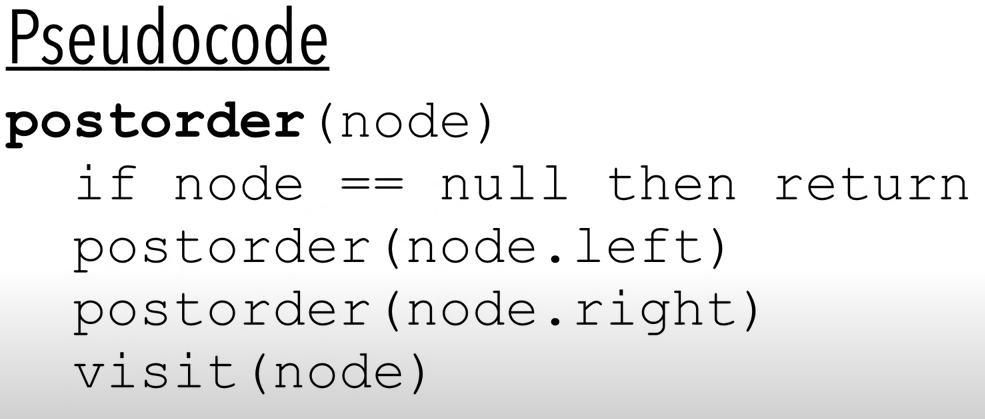 Pseudocode
postorder(node)
if node == null then return
postorder(node.left)
postorder(node.right)
visit(node)